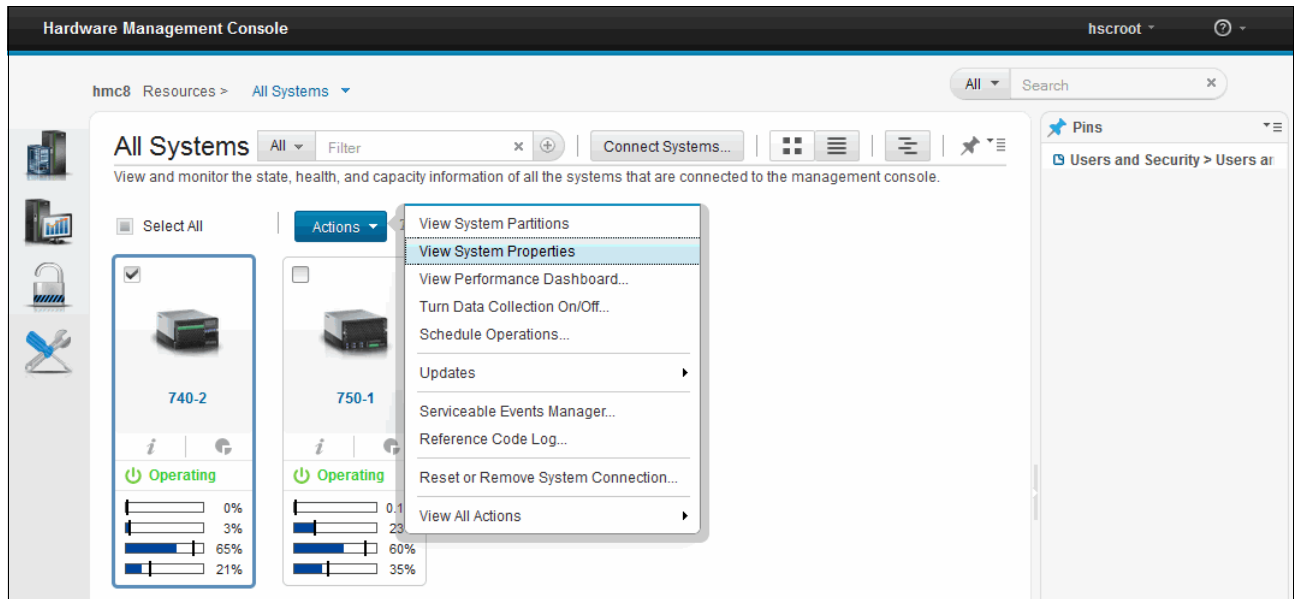 Hardware Management Console
hscroot
hmc8 Resources > All Systems
All Search
All Systems All Filter Connect Systems...
View and monitor the state, health, and capacity information of all the systems that are connected to the management console.
Pins
Users and Security > Users
Select All Actions
View System Partitions
View System Properties
View Performance Dashboard...
Turn Data Collection On/Off...
Schedule Operations...
Updates
Serviceable Events Manager...
Reference Code Log...
Reset or Remove System Connection...
View All Actions
740-2
Operating
0%
3%
65%
21%
750-1
Operating
60%
35%